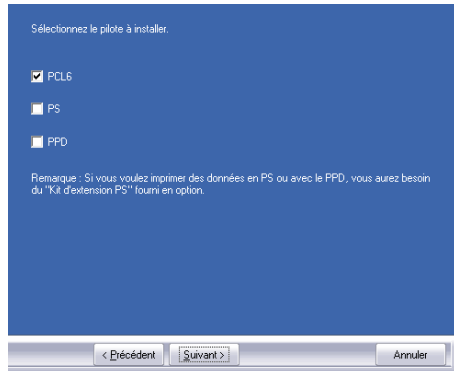 Sélectionnez le pilote à installer.
PCL6
PS
PPD
Remarque : Si vous voulez imprimer des données en PS ou avec le PPD, vous aurez besoin
du "Kit d'extension PS" fourni en option.
< Précédent
Suivant >
Annuler